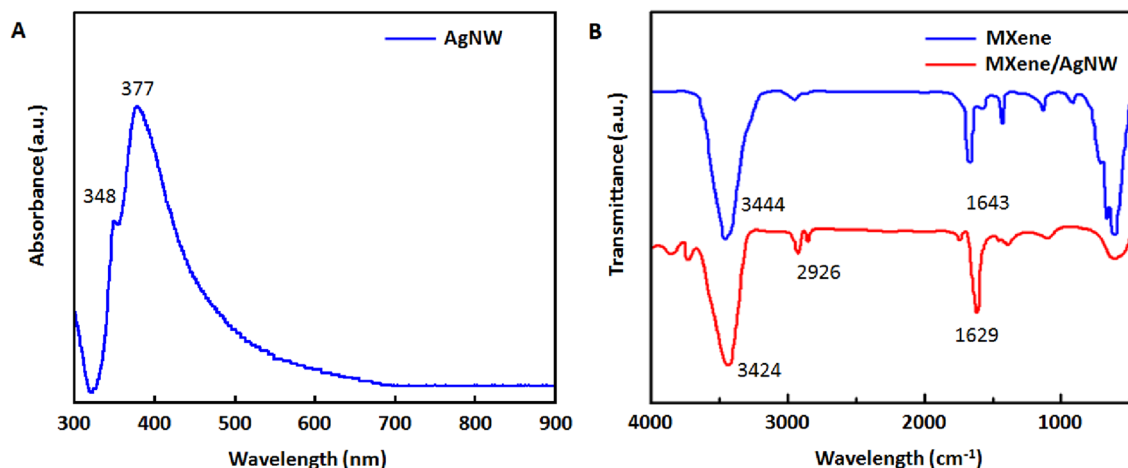 A
AgNW
377
348
Absorbance (a.u.)
300 400 500 600 700 800 900
Wavelength (nm)
B
MXene
MXene/AgNW
3444
1643
2926
1629
3424
Transmittance (a.u.)
4000 3000 2000 1000
Wavelength (cm⁻¹)